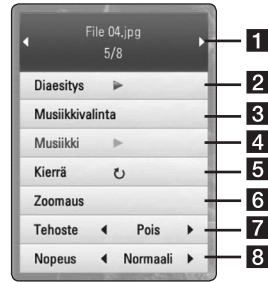 File 04.jpg
5/8
1
Diaesitys
2
Musiikkivalinta
3
Musiikki
4
Kierrä
5
Zoomaus
6
Tehoste Pois
7
Nopeus Normaali
8